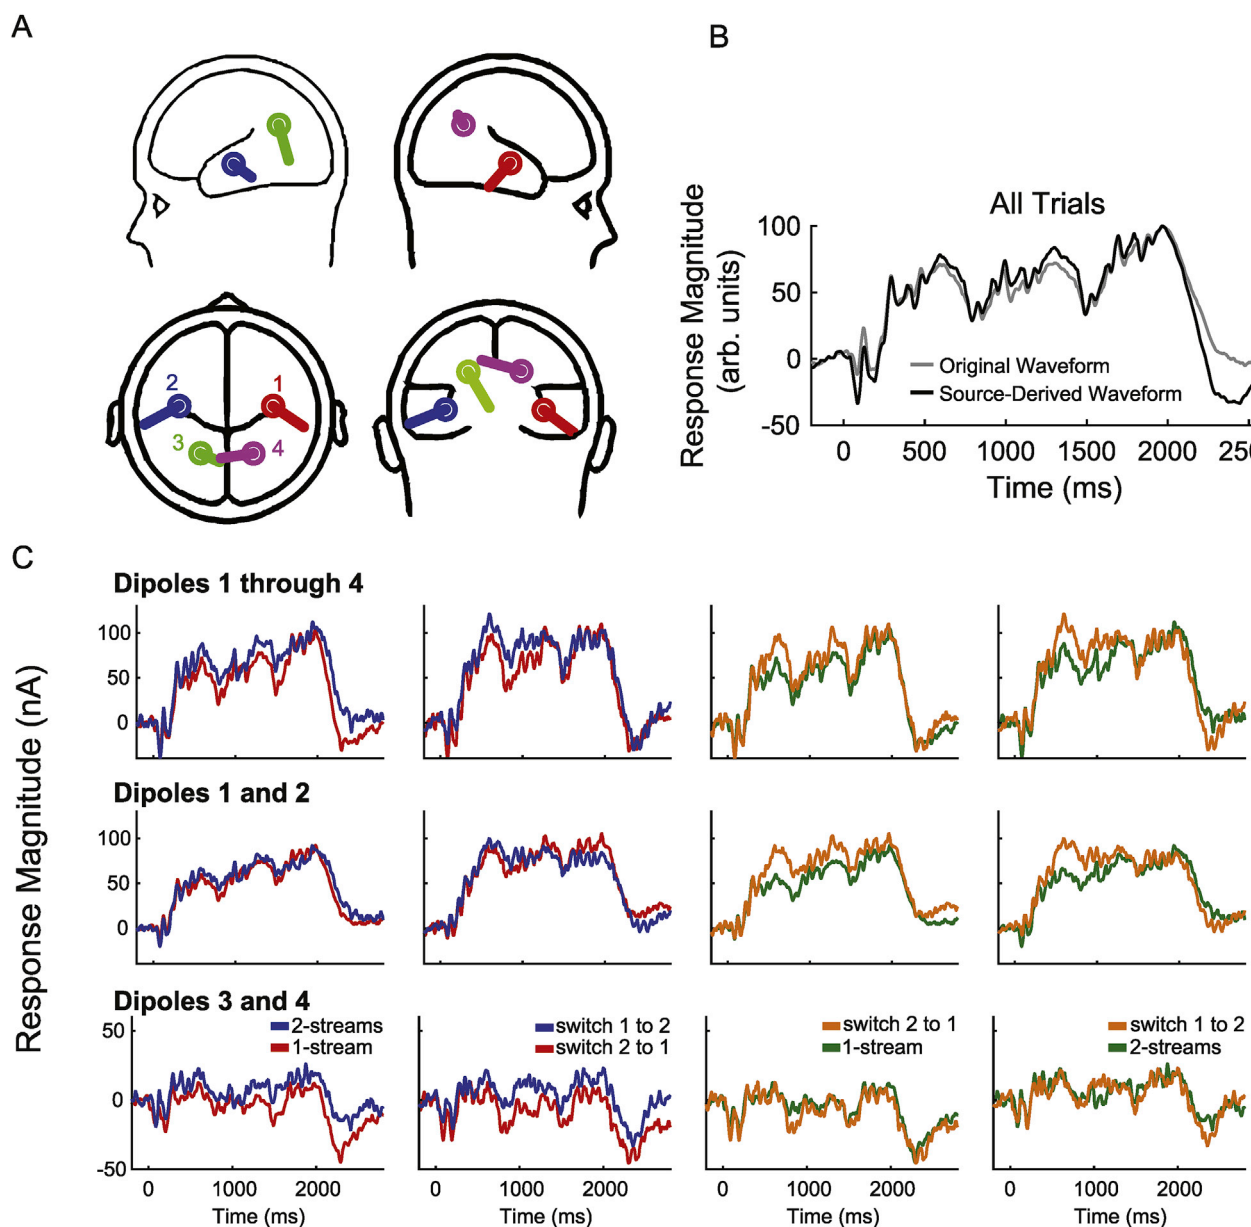 A
B
All Trials
Response Magnitude
(arb. units)
100
50
0
-50
Original Waveform
Source-Derived Waveform
0
500
1000
1500
2000
Time (ms)
2
1
3
4
C
Response Magnitude (nA)
Dipoles 1 through 4
100
50
0
Dipoles 1 and 2
100
50
0
Dipoles 3 and 4
50
0
-50
2-streams
1-stream
switch 1 to 2
switch 2 to 1
switch 2 to 1
1-stream
switch 1 to 2
2-streams
0 1000 2000
0 1000 2000
0 1000 2000
0 1000 2000
Time (ms)
Time (ms)
Time (ms)
Time (ms)